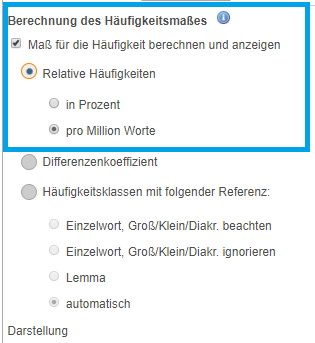 Berechnung des Häufigkeitsmaßes i
Maß für die Häufigkeit berechnen und anzeigen
Relative Häufigkeiten
in Prozent
pro Million Worte
Differenzenkoeffizient
Häufigkeitsklassen mit folgender Referenz:
Einzelwort, Groß/Klein/Diakr. beachten
Einzelwort, Groß/Klein/Diakr. ignorieren
Lemma
automatisch
Darstellung